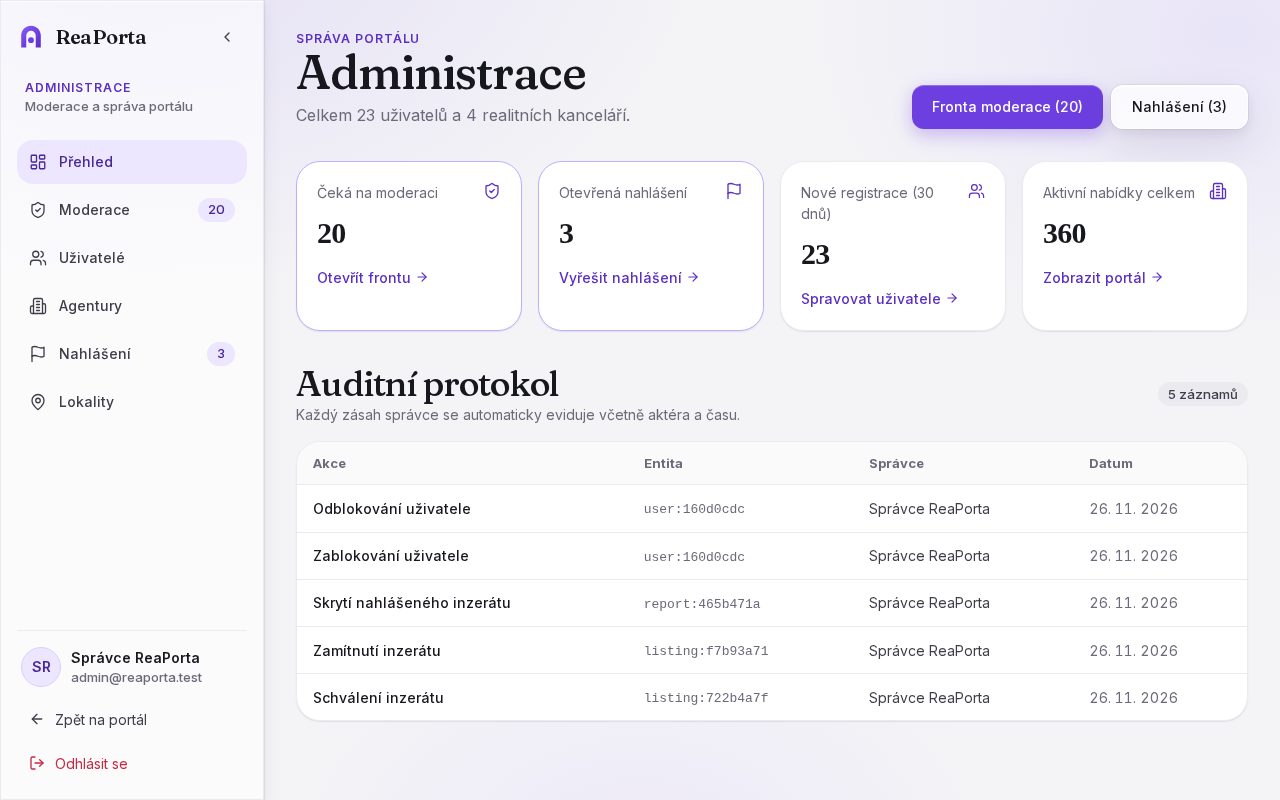 ReaPorta
ADMINISTRACE
Moderace a správa portálu
Přehled
Moderace 20
Uživatelé
Agentury
Nahlášení 3
Lokality
SR
Správce ReaPorta
admin@reaporta.test
Zpět na portál
Odhlásit se
SPRÁVA PORTÁLU
Administrace
Celkem 23 uživatelů a 4 realitních kanceláří.
Fronta moderace (20)
Nahlášení (3)
Čeká na moderaci
20
Otevřít frontu →
Otevřená nahlášení
3
Vyřešit nahlášení →
Nové registrace (30
dnů)
23
Spravovat uživatele →
Aktivní nabídky celkem
360
Zobrazit portál →
Auditní protokol
Každý zásah správce se automaticky eviduje včetně aktéra a času.
5 záznamů
Akce Entita Správce Datum
Odblokování uživatele user:160d0cdc Správce ReaPorta 26. 11. 2026
Zablokování uživatele user:160d0cdc Správce ReaPorta 26. 11. 2026
Skrytí nahlášeného inzerátu report:465b471a Správce ReaPorta 26. 11. 2026
Zamítnutí inzerátu listing:f7b93a71 Správce ReaPorta 26. 11. 2026
Schválení inzerátu listing:722b4a7f Správce ReaPorta 26. 11. 2026